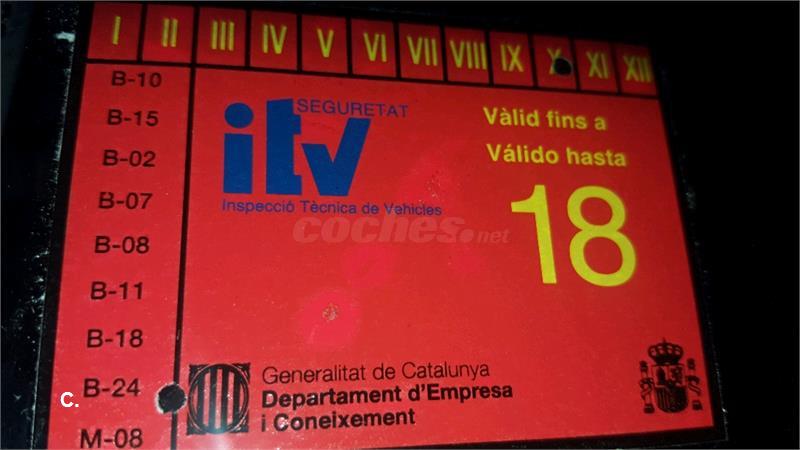 I II III IV V VI VII VIII IX X XI XII
B-10
B-15
B-02
B-07
B-08
B-11
B-18
B-24
M-08
SEGURETAT
itv
Inspecció Tècnica de Vehicles
Vàlid fins a
Válido hasta
18
coches.net
Generalitat de Catalunya
Departament d'Empresa
i Coneixement
C.